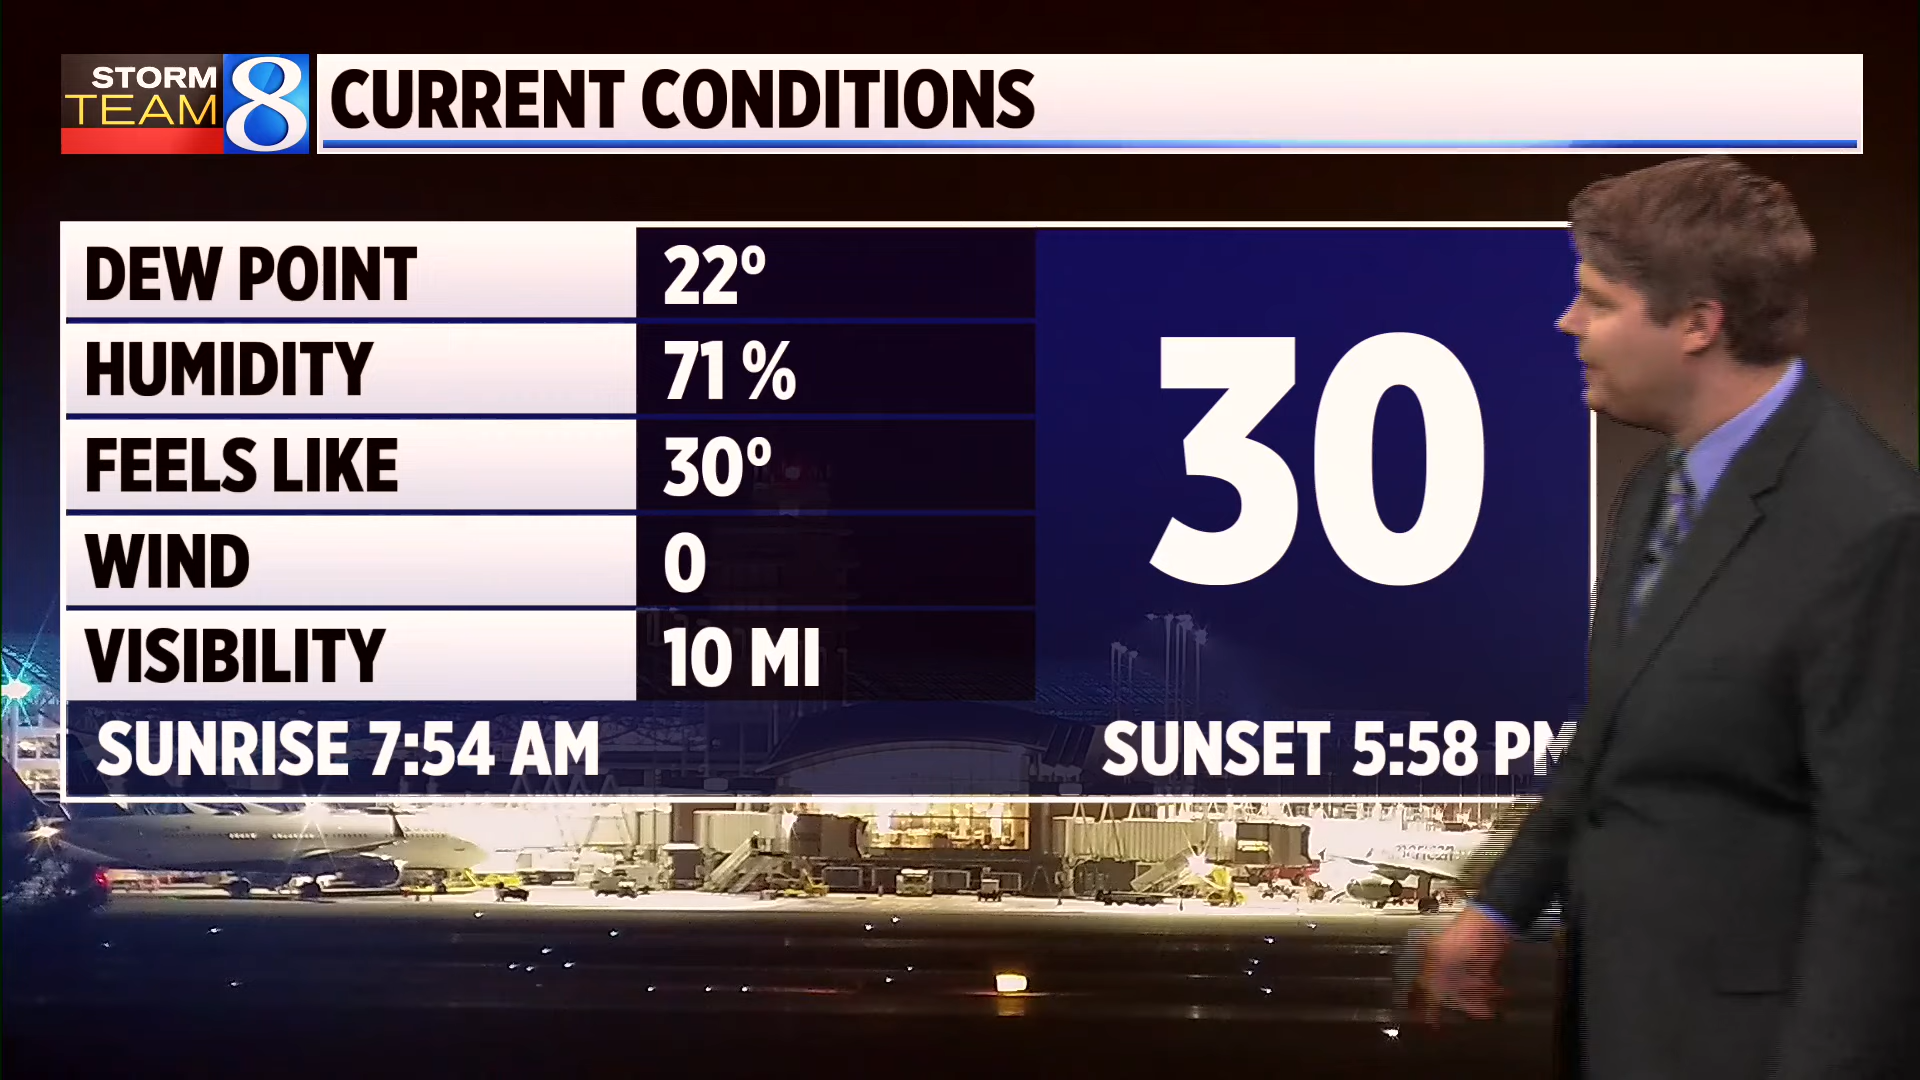 STORM
TEAM
8
CURRENT CONDITIONS
DEW POINT 22°
HUMIDITY 71 %
FEELS LIKE 30°
WIND 0
VISIBILITY 10 MI
30
SUNRISE 7:54 AM
SUNSET 5:58 PM
American